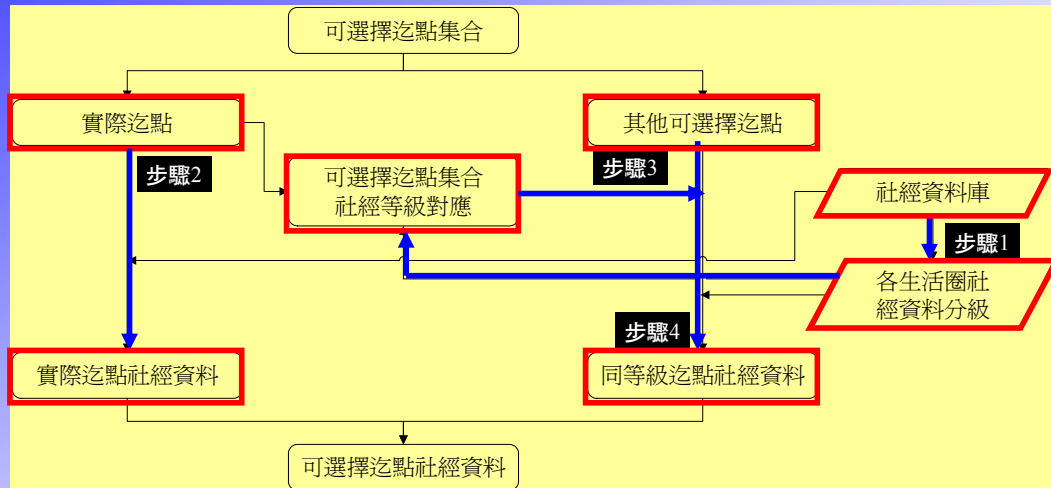 可選擇迄點集合
實際迄點
其他可選擇迄點
步驟2
步驟3
可選擇迄點集合
社經等級對應
社經資料庫
步驟1
各生活圈社
經資料分級
步驟4
實際迄點社經資料
同等級迄點社經資料
可選擇迄點社經資料